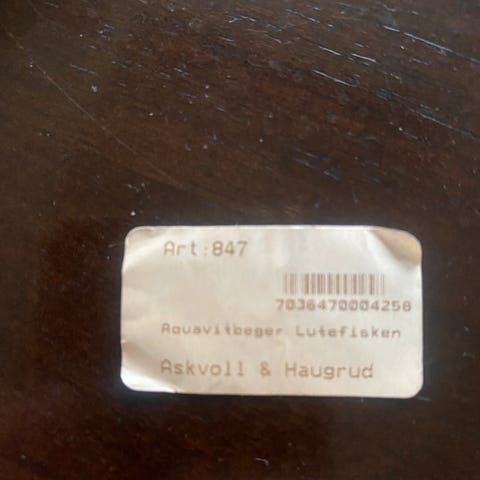 Art:847
7036470004258
Aquavitbeger Lutefisken
Askvoll & Haugrud